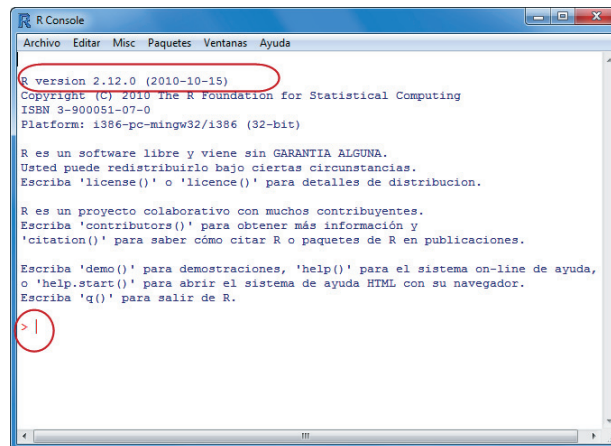 R Console
Archivo Editar Misc Paquetes Ventanas Ayuda
R version 2.12.0 (2010-10-15)
Copyright (C) 2010 The R Foundation for Statistical Computing
ISBN 3-900051-07-0
Platform: i386-pc-mingw32/i386 (32-bit)
R es un software libre y viene sin GARANTIA ALGUNA.
Usted puede redistribuirlo bajo ciertas circunstancias.
Escriba 'license()' o 'licence()' para detalles de distribucion.
R es un proyecto colaborativo con muchos contribuyentes.
Escriba 'contributors()' para obtener más información y
'citation()' para saber cómo citar R o paquetes de R en publicaciones.
Escriba 'demo()' para demostraciones, 'help()' para el sistema on-line de ayuda,
o 'help.start()' para abrir el sistema de ayuda HTML con su navegador.
Escriba 'q()' para salir de R.
> |